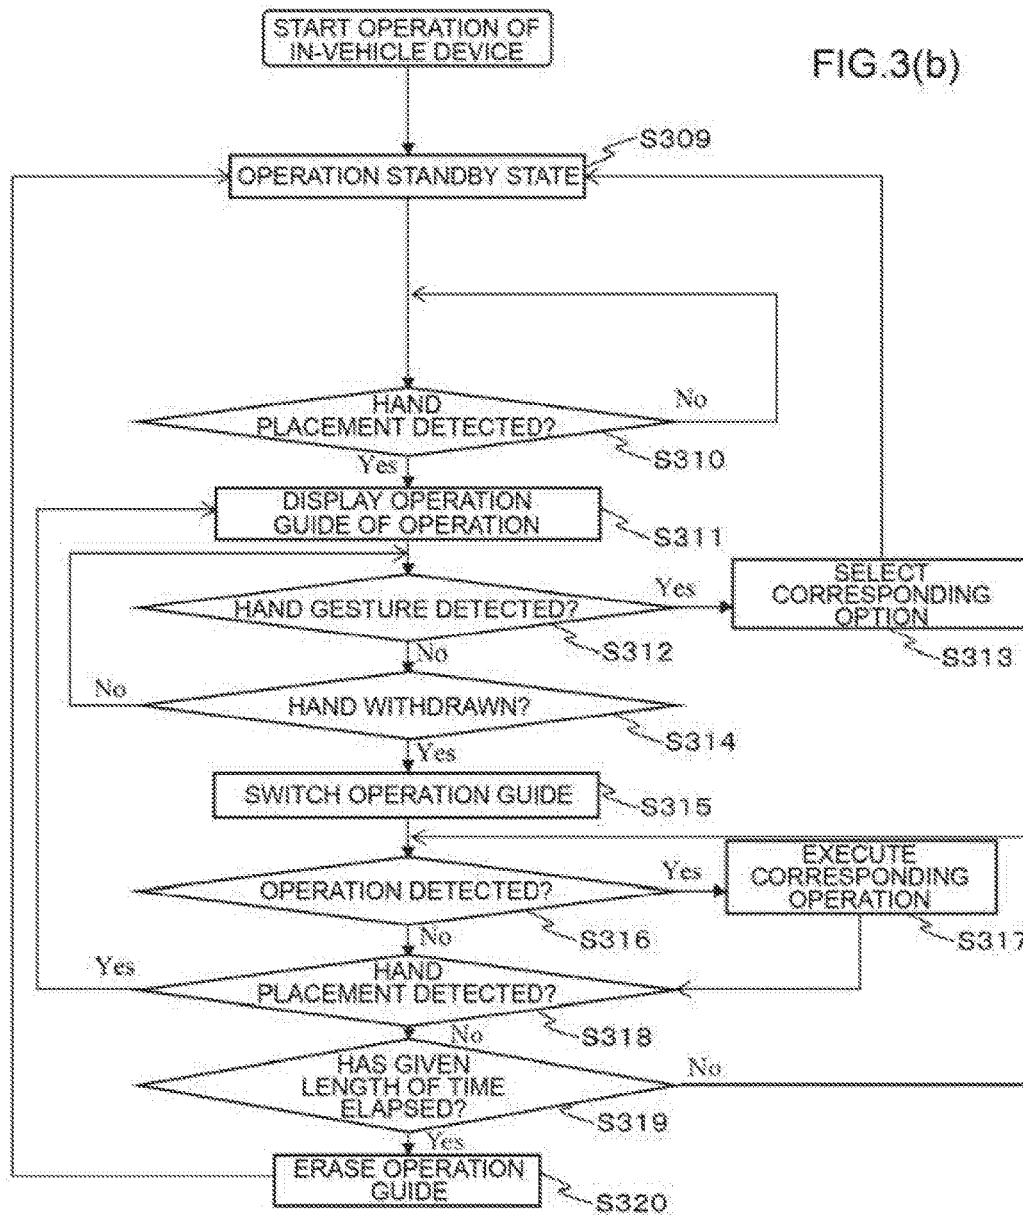 START OPERATION OF
IN-VEHICLE DEVICE
FIG.3(b)
S309
OPERATION STANDBY STATE
HAND
PLACEMENT DETECTED?
No
S310
Yes
DISPLAY OPERATION
GUIDE OF OPERATION
S311
HAND GESTURE DETECTED?
Yes
S312
SELECT
CORRESPONDING
OPTION
S313
No
No
HAND WITHDRAWN?
S314
Yes
SWITCH OPERATION GUIDE
S315
OPERATION DETECTED?
Yes
S316
EXECUTE
CORRESPONDING
OPERATION
S317
No
Yes
HAND
PLACEMENT DETECTED?
S318
No
HAS GIVEN
LENGTH OF TIME
ELAPSED?
No
S319
Yes
ERASE OPERATION
GUIDE
S320